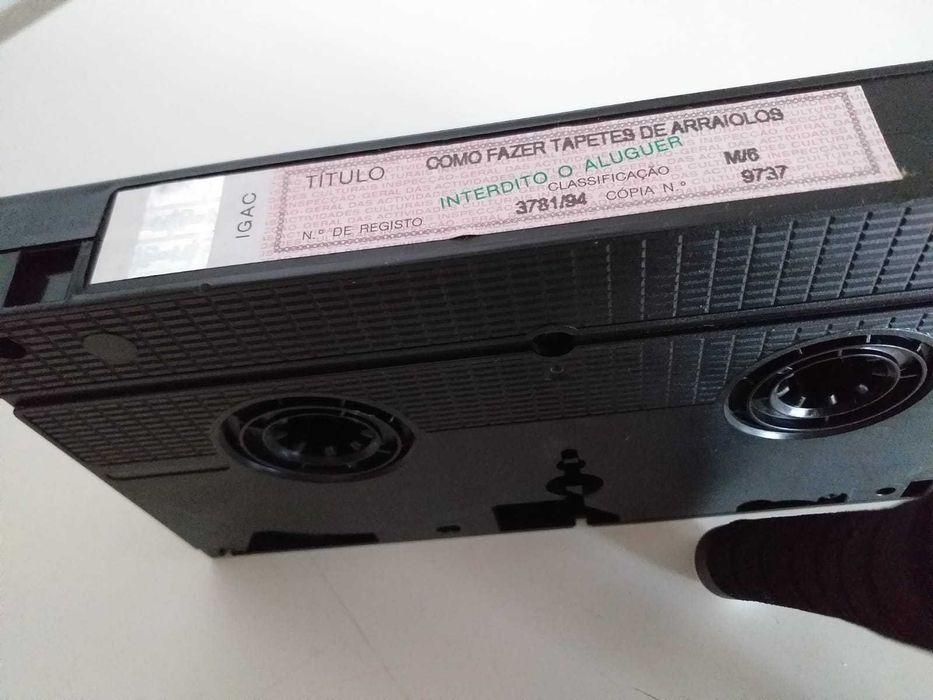 IGAC
TÍTULO COMO FAZER TAPETES DE ARRAIOLOS
INTERDITO O ALUGUER
CLASSIFICAÇÃO M/6
N.º DE REGISTO 3781/94 CÓPIA N.º 9737